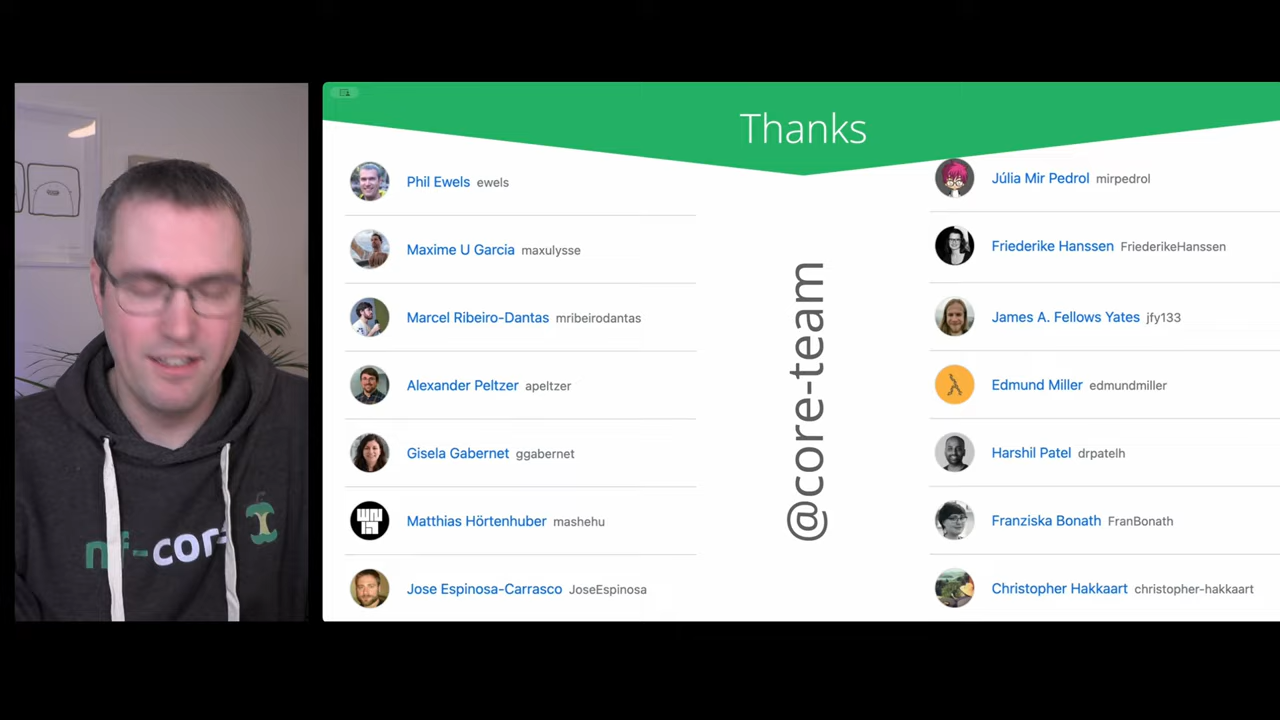 Thanks
Phil Ewels ewels
Maxime U Garcia maxulysse
Marcel Ribeiro-Dantas mribeirodantas
Alexander Peltzer apeltzer
Gisela Gabernet ggabernet
Matthias Hörtenhuber mashehu
Jose Espinosa-Carrasco JoseEspinosa
@core-team
Júlia Mir Pedrol mirpedrol
Friederike Hanssen FriederikeHanssen
James A. Fellows Yates jfy133
Edmund Miller edmundmiller
Harshil Patel drpatelh
Franziska Bonath FranBonath
Christopher Hakkaart christopher-hakkaart
nf-cor